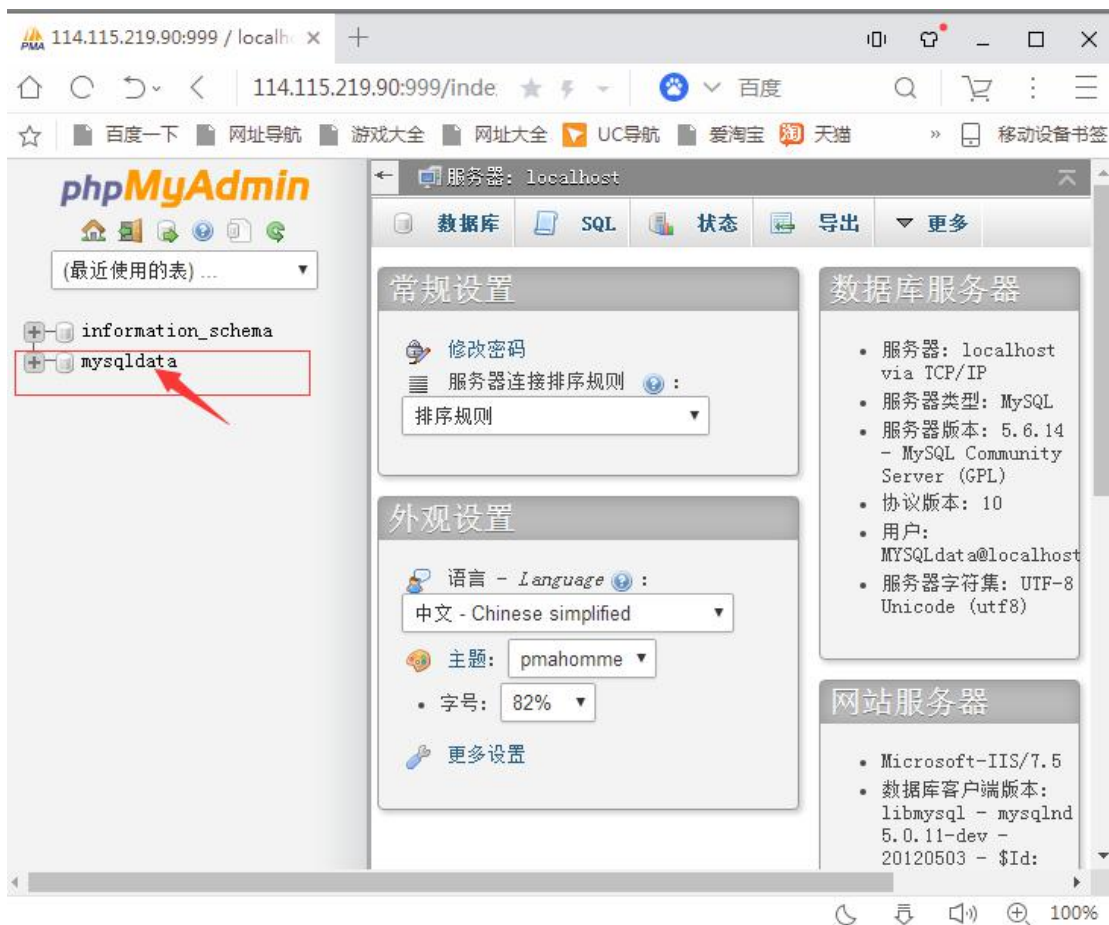 114.115.219.90:999 / localh
114.115.219.90:999/inde
百度
百度一下 网址导航 游戏大全 网址大全 UC导航 爱淘宝 淘 天猫 » 移动设备书签
phpMyAdmin
(最近使用的表) ...
information_schema
mysqldata
服务器: localhost
数据库 SQL 状态 导出 更多
常规设置
修改密码
服务器连接排序规则 :
排序规则
外观设置
语言 - Language :
中文 - Chinese simplified
主题: pmahomme
字号: 82%
更多设置
数据库服务器
服务器: localhost
via TCP/IP
服务器类型: MySQL
服务器版本: 5.6.14
- MySQL Community
Server (GPL)
协议版本: 10
用户:
MYSQLdata@localhost
服务器字符集: UTF-8
Unicode (utf8)
网站服务器
Microsoft-IIS/7.5
数据库客户端版本:
libmysql - mysqlnd
5.0.11-dev -
20120503 - $Id:
100%